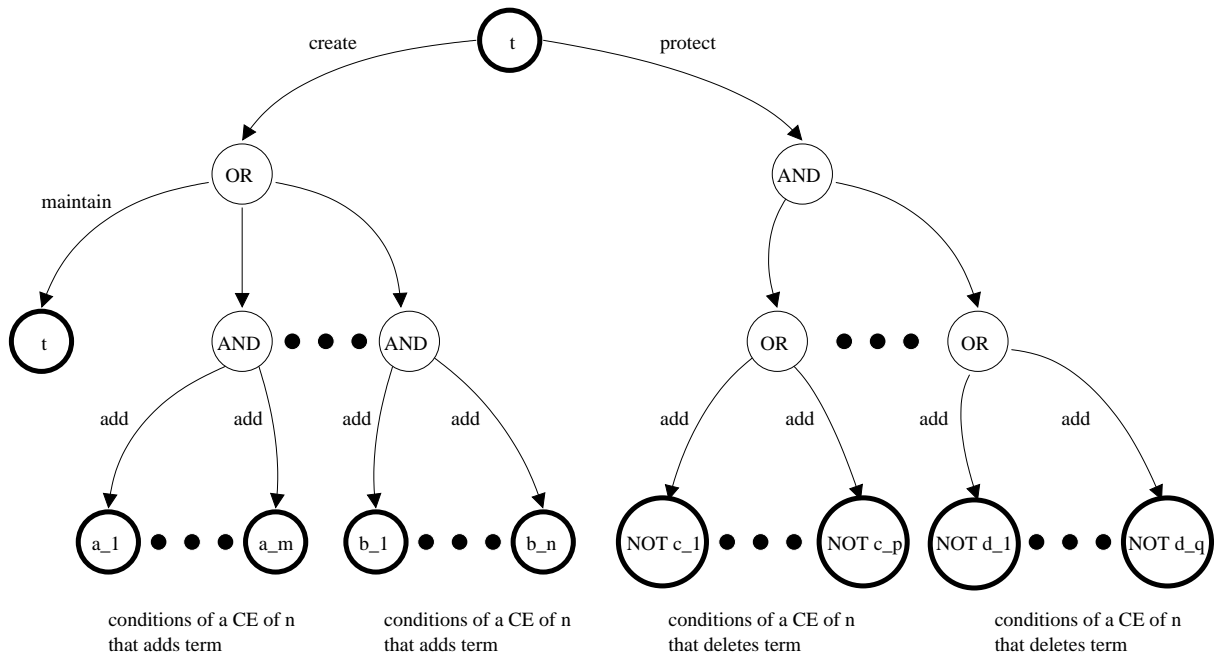 create
t
protect
OR
AND
maintain
t
AND
AND
OR
OR
add
add
add
add
add
add
add
add
a_1
a_m
b_1
b_n
NOT c_1
NOT c_p
NOT d_1
NOT d_q
conditions of a CE of n
that adds term
conditions of a CE of n
that adds term
conditions of a CE of n
that deletes term
conditions of a CE of n
that deletes term